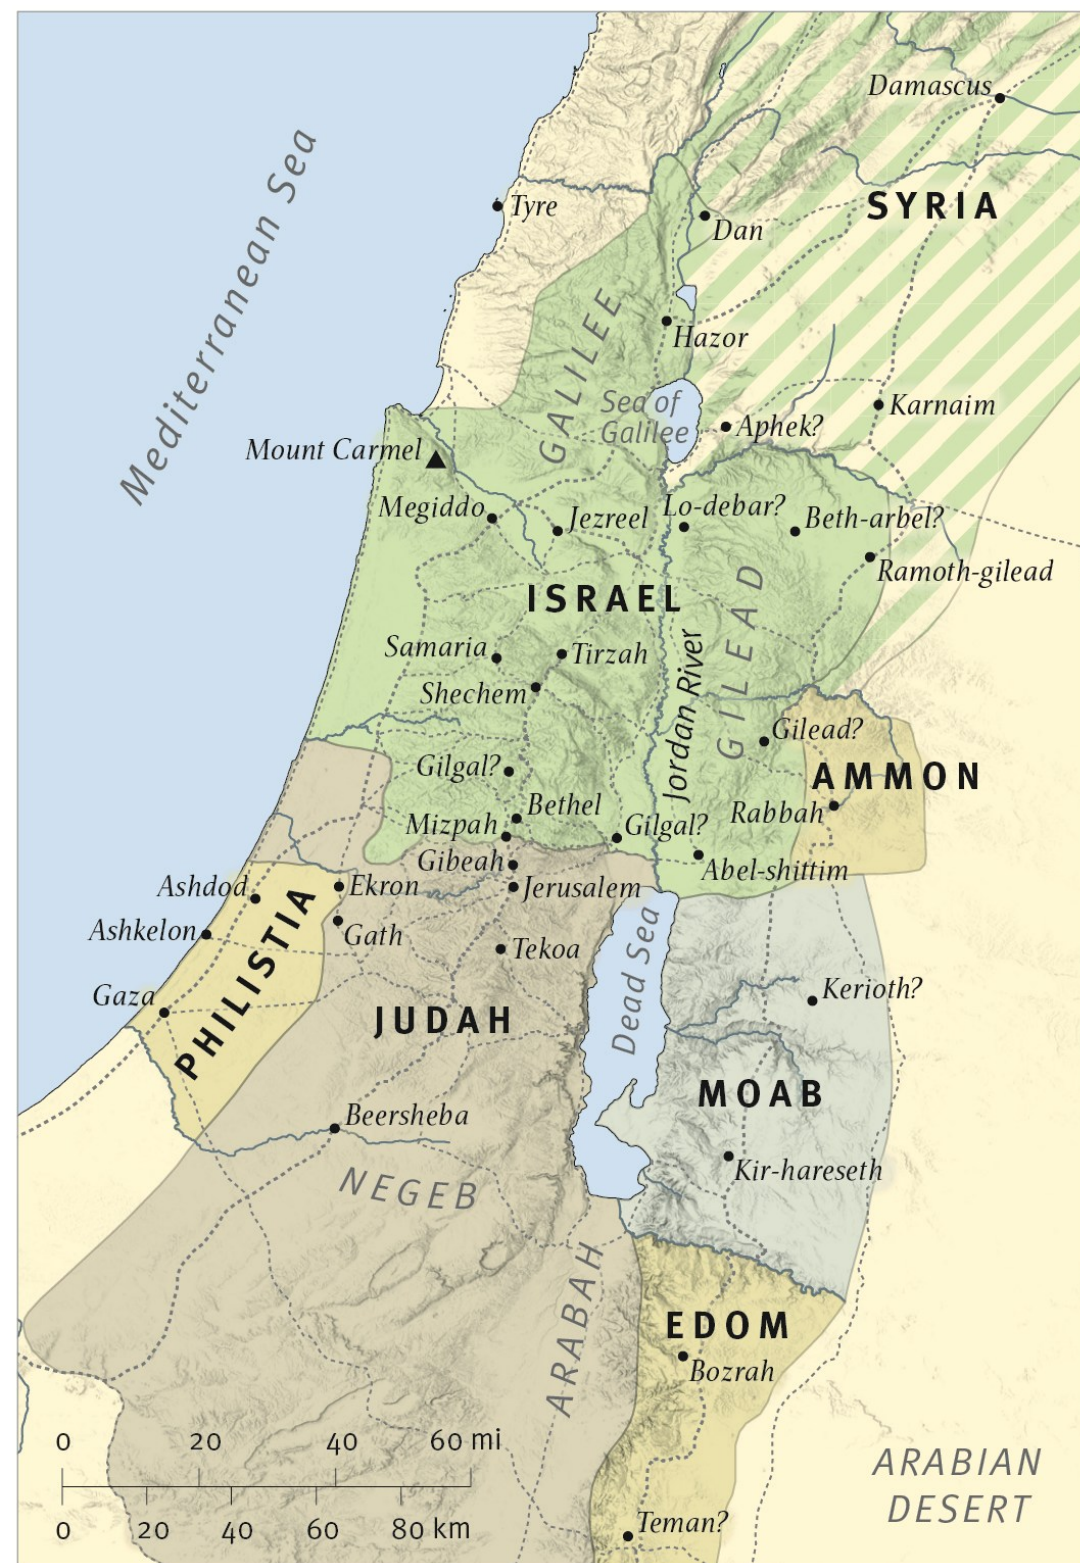 Damascus
SYRIA
Mediterranean Sea
Tyre
Dan
GALILEE
Hazor
Sea of
Galilee
Karnaim
Aphek?
Mount Carmel
Megiddo
Jezreel
Lo-debar?
Beth-arbel?
Ramoth-gilead
ISRAEL
GILEAD
Samaria
Tirzah
Shechem
Jordan River
Gilead?
Gilgal?
AMMON
Bethel
Rabbah
Mizpah
Gilgal?
Gibeah
Abel-shittim
Ashdod
Ekron
Jerusalem
Ashkelon
Gath
Tekoa
PHILISTIA
Dead Sea
Gaza
Kerioth?
JUDAH
MOAB
Beersheba
Kir-hareseth
NEGEB
ARABAH
EDOM
Bozrah
0 20 40 60 mi
0 20 40 60 80 km
ARABIAN
DESERT
Teman?